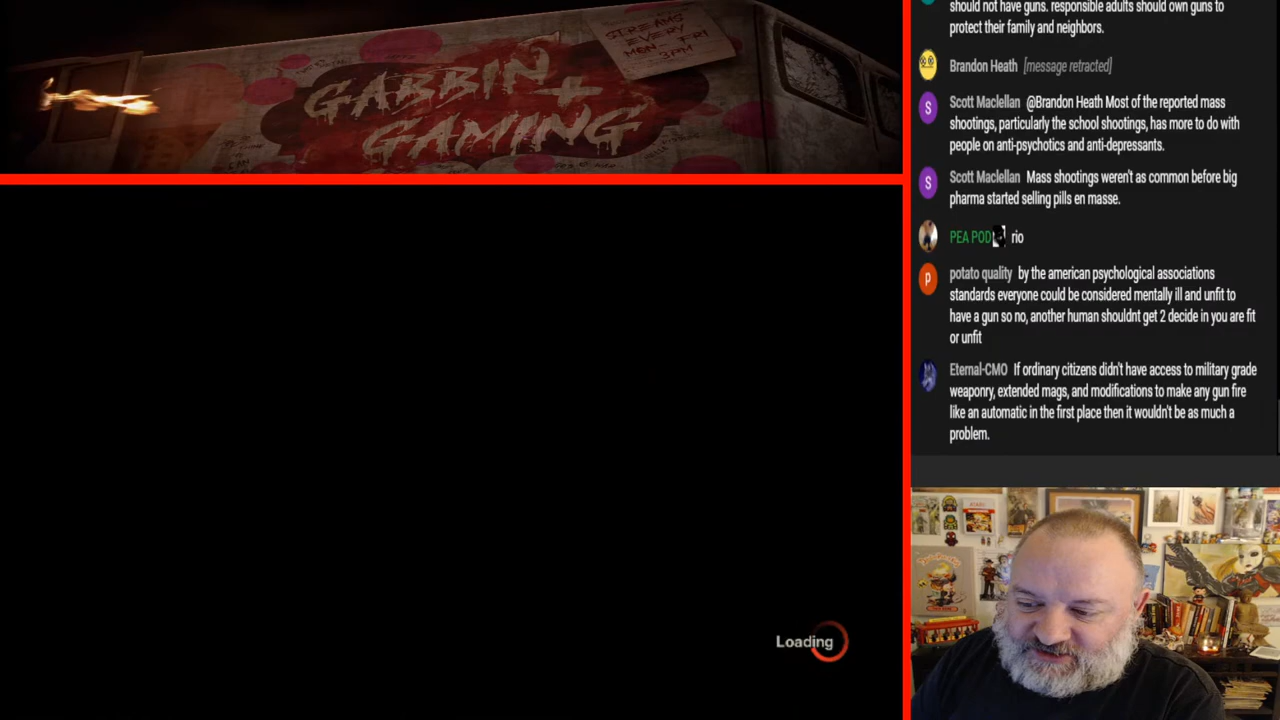 STREAMS
EVERY
MON - FRI
3PM
GABBIN +
GAMING
Loading
should not have guns. responsible adults should own guns to
protect their family and neighbors.
Brandon Heath [message retracted]
S Scott Maclellan @Brandon Heath Most of the reported mass
shootings, particularly the school shootings, has more to do with
people on anti-psychotics and anti-depressants.
S Scott Maclellan Mass shootings weren't as common before big
pharma started selling pills en masse.
PEA POD rio
P potato quality by the american psychological associations
standards everyone could be considered mentally ill and unfit to
have a gun so no, another human shouldnt get 2 decide in you are fit
or unfit
Eternal-CMO If ordinary citizens didn't have access to military grade
weaponry, extended mags, and modifications to make any gun fire
like an automatic in the first place then it wouldn't be as much a
problem.